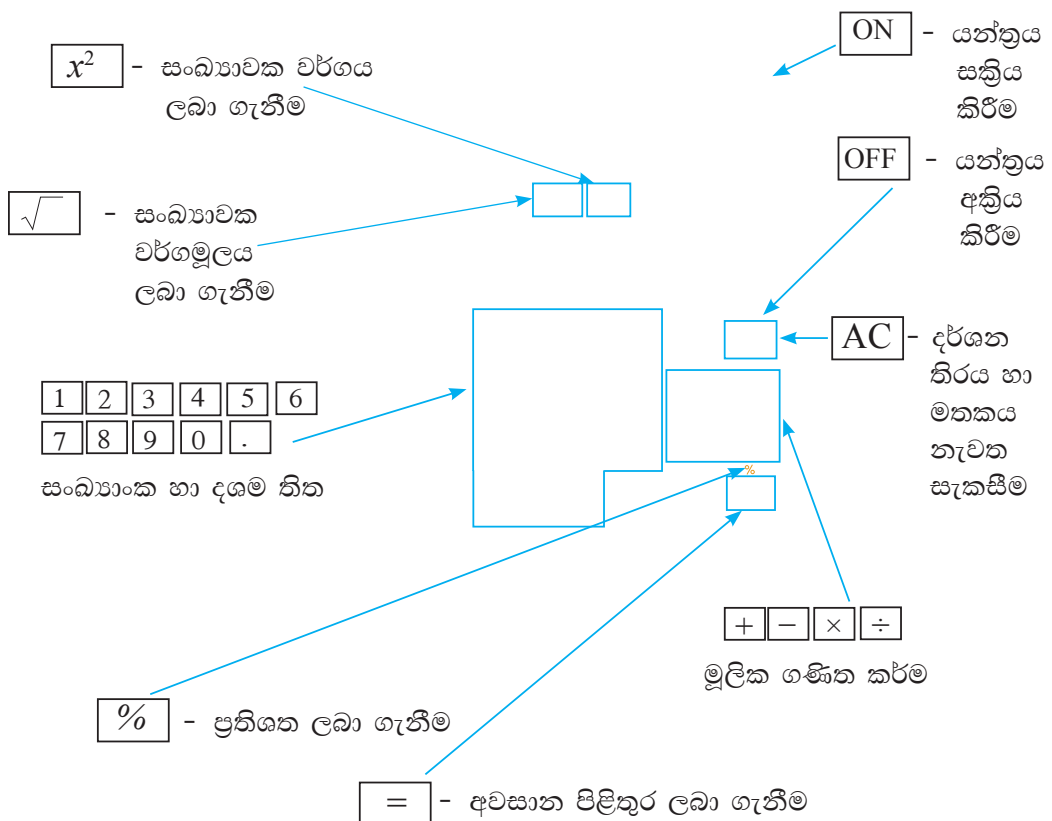 x² - සංඛ්‍යාවක වර්ගය
ලබා ගැනීම
ON - යන්ත්‍රය
සක්‍රිය
කිරීම
OFF - යන්ත්‍රය
අක්‍රිය
කිරීම
√ - සංඛ්‍යාවක
වර්ගමූලය
ලබා ගැනීම
AC - දර්ශන
තිරය හා
මතකය
නැවත
සැකසීම
1 2 3 4 5 6
7 8 9 0 .
සංඛ්‍යාංක හා දශම තිත
%
+ − × ÷
මූලික ගණිත කර්ම
% - ප්‍රතිශත ලබා ගැනීම
= - අවසාන පිළිතුර ලබා ගැනීම